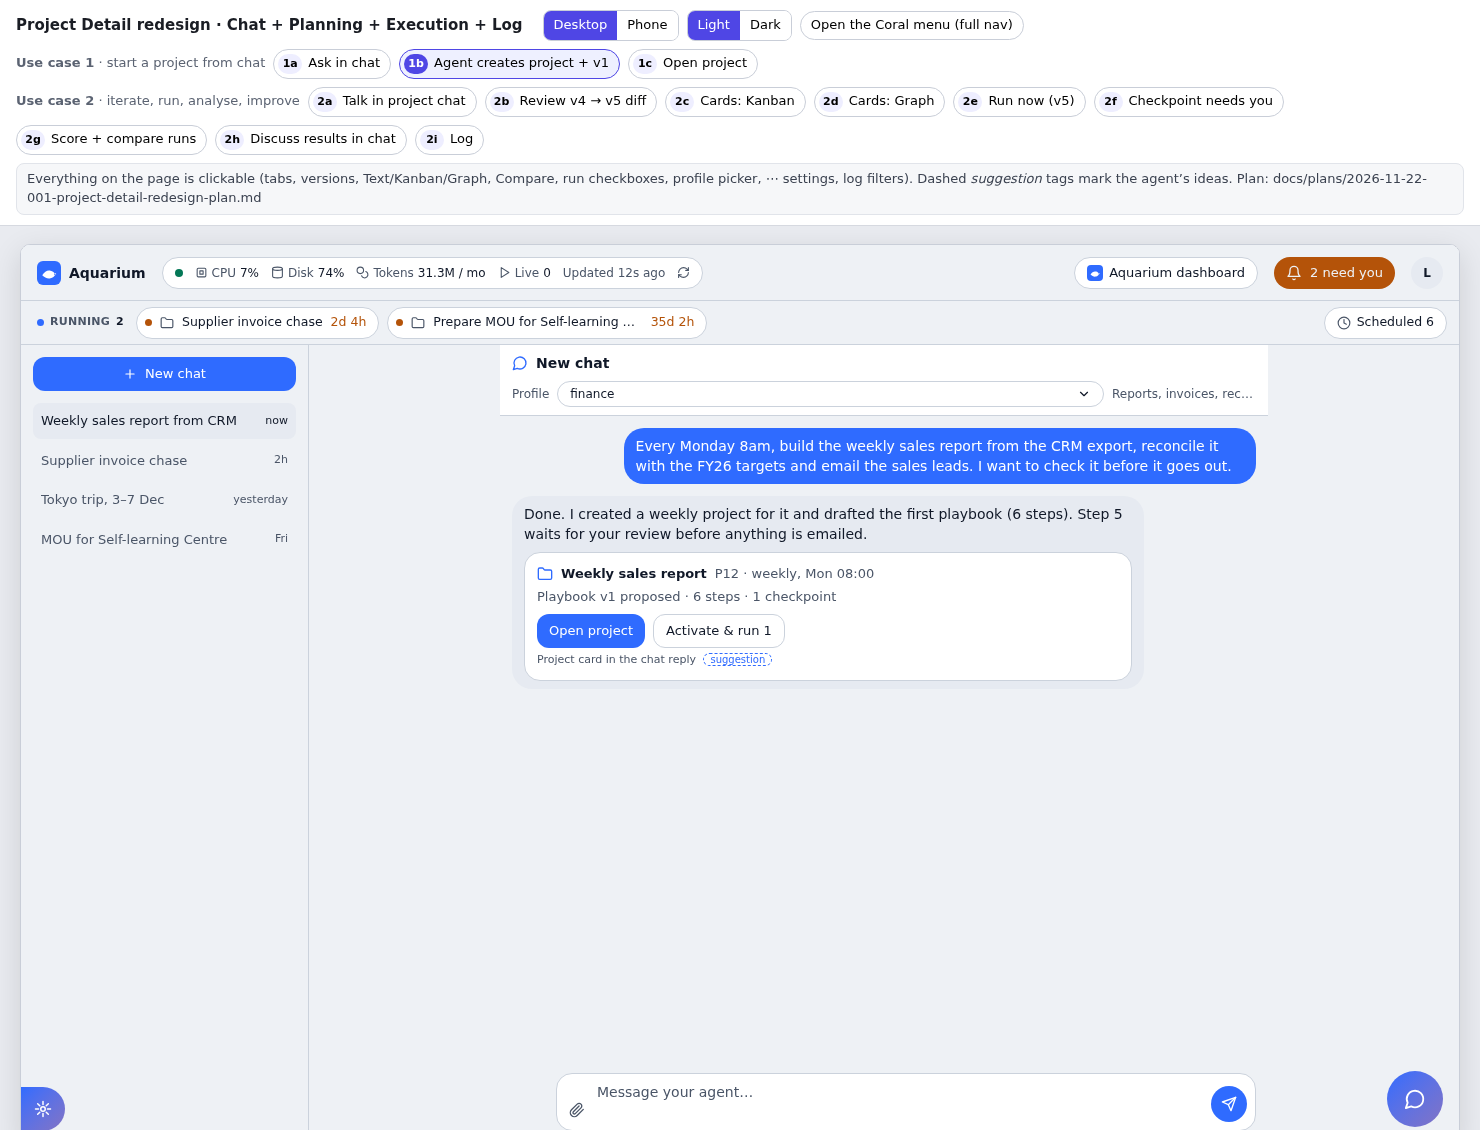 Project Detail redesign · Chat + Planning + Execution + Log
Desktop Phone Light Dark Open the Coral menu (full nav)
Use case 1 · start a project from chat 1a Ask in chat 1b Agent creates project + v1 1c Open project
Use case 2 · iterate, run, analyse, improve 2a Talk in project chat 2b Review v4 → v5 diff 2c Cards: Kanban 2d Cards: Graph 2e Run now (v5) 2f Checkpoint needs you
2g Score + compare runs 2h Discuss results in chat 2i Log
Everything on the page is clickable (tabs, versions, Text/Kanban/Graph, Compare, run checkboxes, profile picker, ··· settings, log filters). Dashed suggestion tags mark the agent’s ideas. Plan: docs/plans/2026-11-22-
001-project-detail-redesign-plan.md
Aquarium CPU 7% Disk 74% Tokens 31.3M / mo Live 0 Updated 12s ago Aquarium dashboard 2 need you L
RUNNING 2 Supplier invoice chase 2d 4h Prepare MOU for Self-learning ... 35d 2h Scheduled 6
New chat
Weekly sales report from CRM now
Supplier invoice chase 2h
Tokyo trip, 3–7 Dec yesterday
MOU for Self-learning Centre Fri
New chat
Profile finance Reports, invoices, rec...
Every Monday 8am, build the weekly sales report from the CRM export, reconcile it
with the FY26 targets and email the sales leads. I want to check it before it goes out.
Done. I created a weekly project for it and drafted the first playbook (6 steps). Step 5
waits for your review before anything is emailed.
Weekly sales report P12 · weekly, Mon 08:00
Playbook v1 proposed · 6 steps · 1 checkpoint
Open project Activate & run 1
Project card in the chat reply suggestion
Message your agent...